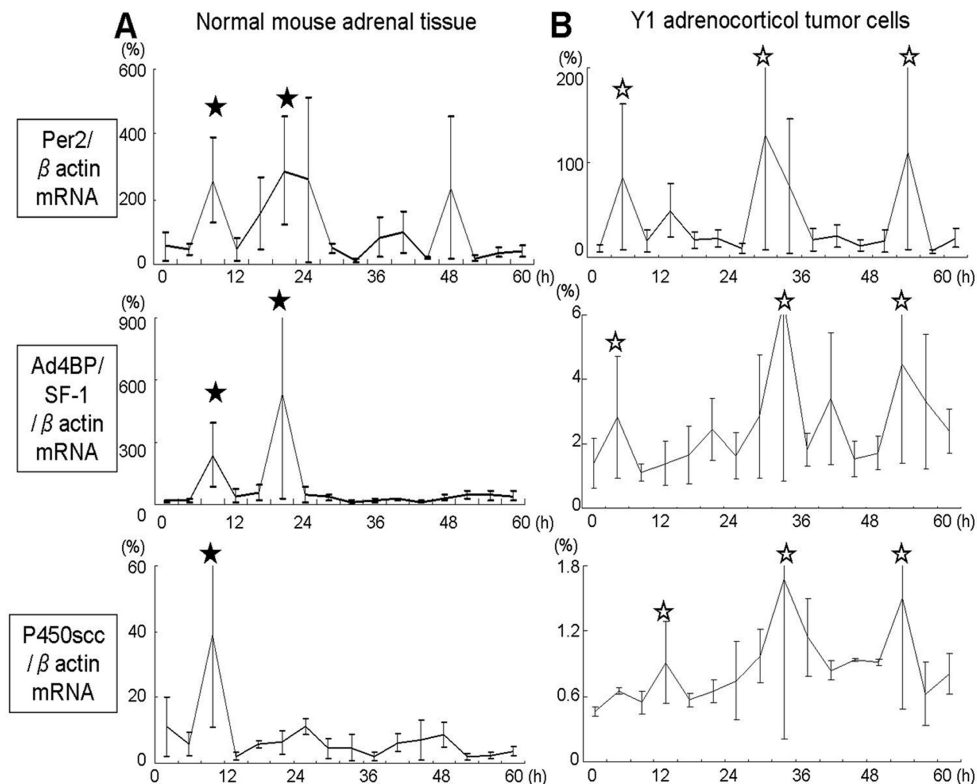 A
Normal mouse adrenal tissue
B
Y1 adrenocorticol tumor cells
Per2/
β actin
mRNA
(%)
600
400
200
0
0 12 24 36 48 60 (h)
(%)
200
100
0
0 12 24 36 48 60 (h)
Ad4BP/
SF-1
/β actin
mRNA
(%)
900
600
300
0
0 12 24 36 48 60 (h)
(%)
6
4
2
0
0 12 24 36 48 60 (h)
P450scc
/β actin
mRNA
(%)
60
40
20
0
0 12 24 36 48 60 (h)
(%)
1.8
1.2
0.6
0
0 12 24 36 48 60 (h)